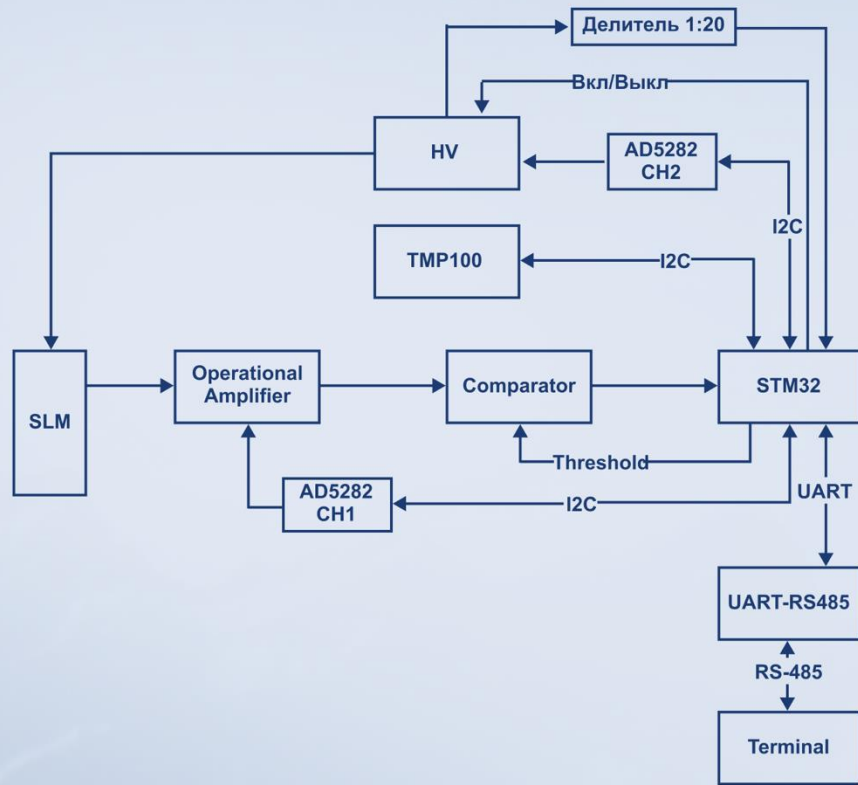 Делитель 1:20
Вкл/Выкл
HV
AD5282
CH2
I2C
TMP100
I2C
SLM
Operational
Amplifier
Comparator
STM32
Threshold
AD5282
CH1
I2C
UART
UART-RS485
RS-485
Terminal